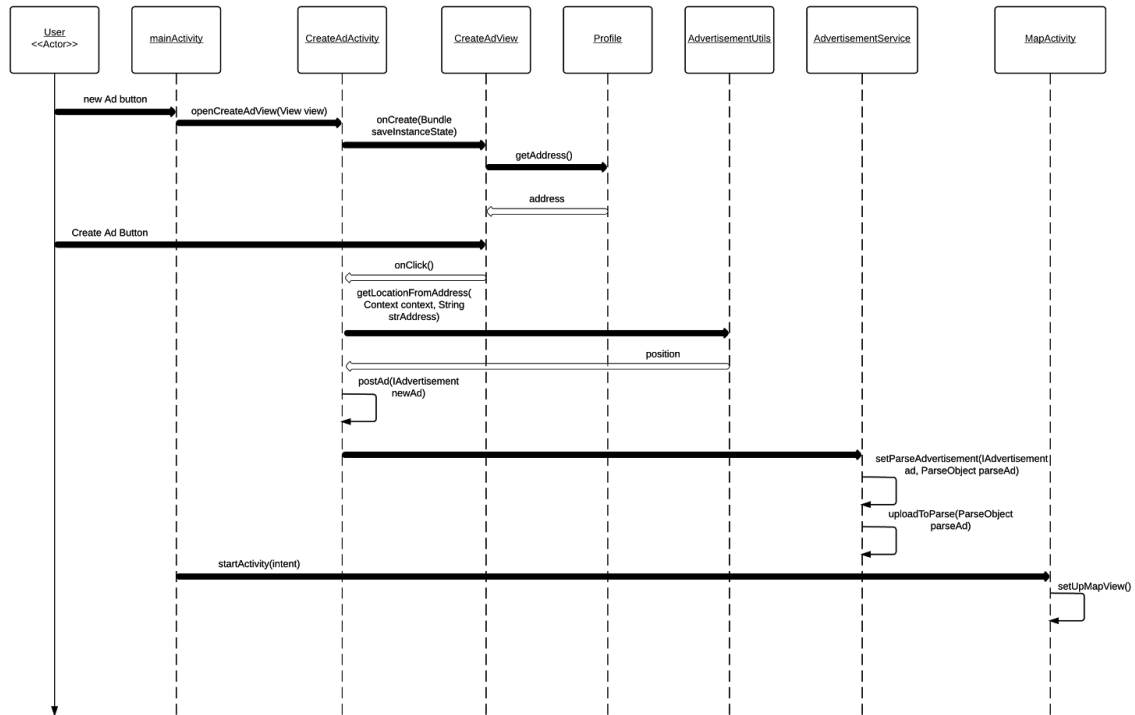 User
<<Actor>>
mainActivity
CreateAdActivity
CreateAdView
Profile
AdvertisementUtils
AdvertisementService
MapActivity
new Ad button
openCreateAdView(View view)
onCreate(Bundle
saveInstanceState)
getAddress()
address
Create Ad Button
onClick()
getLocationFromAddress(
Context context, String
strAddress)
position
postAd(IAdvertisement
newAd)
setParseAdvertisement(IAdvertisement
ad, ParseObject parseAd)
uploadToParse(ParseObject
parseAd)
startActivity(intent)
setUpMapView()